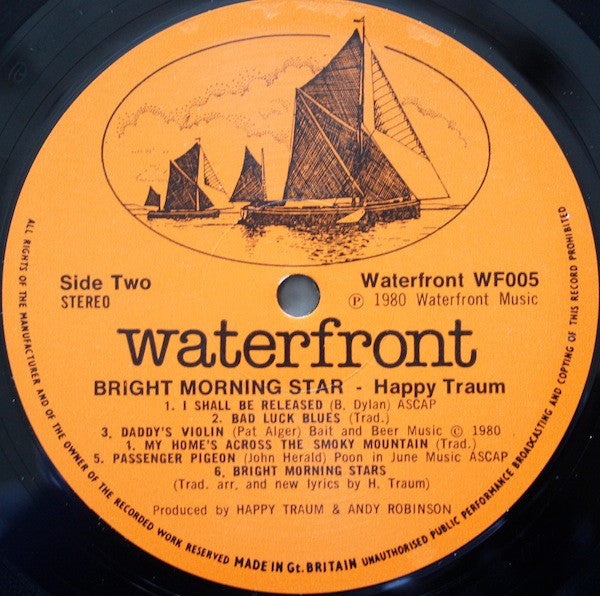 Side Two
STEREO
Waterfront WF005
℗ 1980 Waterfront Music
waterfront
BRIGHT MORNING STAR - Happy Traum
1. I SHALL BE RELEASED (B. Dylan) ASCAP
2. BAD LUCK BLUES (Trad.)
3. DADDY'S VIOLIN (Pat Alger) Bait and Beer Music © 1980
1. MY HOME'S ACROSS THE SMOKY MOUNTAIN (Trad.)
5. PASSENGER PIGEON (John Herald) Poon in June Music ASCAP
6. BRIGHT MORNING STARS
(Trad. arr, and new lyrics by H. Traum)
Produced by HAPPY TRAUM & ANDY ROBINSON
ALL RIGHTS OF THE MANUFACTURER AND OF THE OWNER OF THE RECORDED WORK RESERVED MADE IN Gt. BRITAIN UNAUTHORISED PUBLIC PERFORMANCE BROADCASTING AND COPYING OF THIS RECORD PROHIBITED